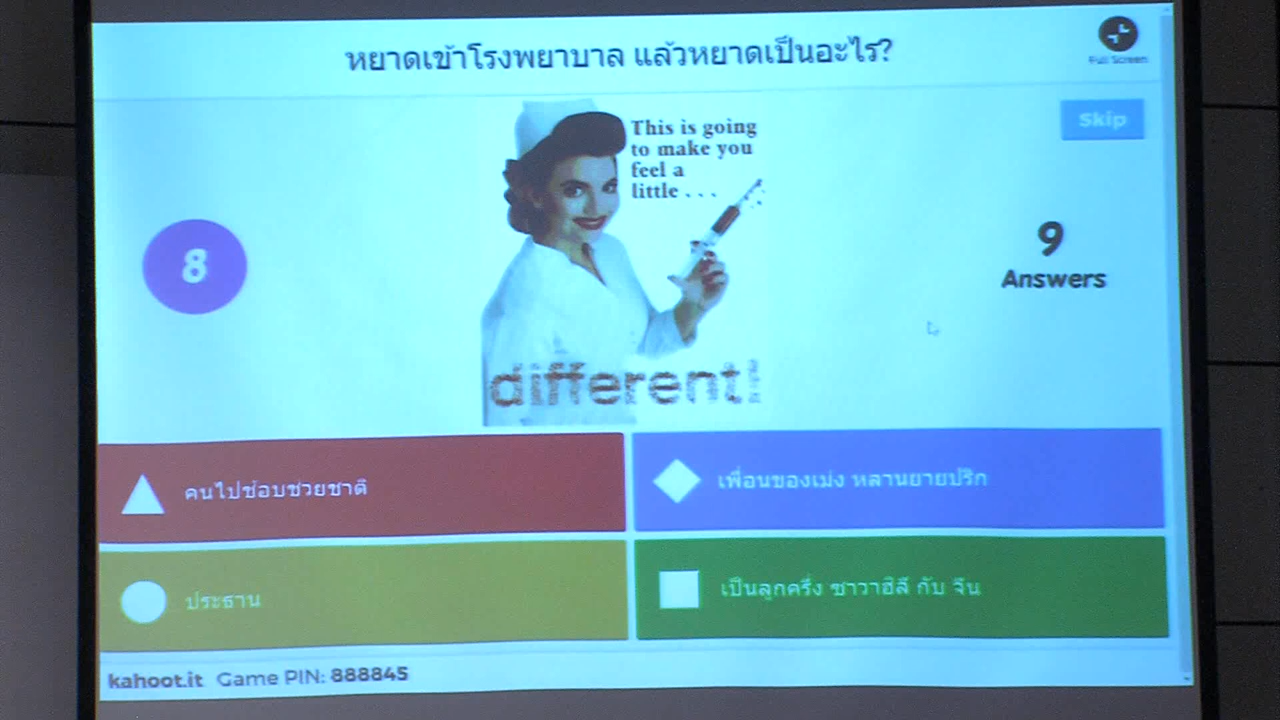 หยาดเข้าโรงพยาบาล แล้วหยาดเป็นอะไร?
Full Screen
Skip
This is going
to make you
feel a
little . . .
different!
8
9
Answers
คนไปช้อบช่วยชาติ
เพื่อนของเม่ง หลานยายปริก
ประธาน
เป็นลูกครึ่ง ซาวาฮิลี กับ จีน
kahoot.it Game PIN: 888845